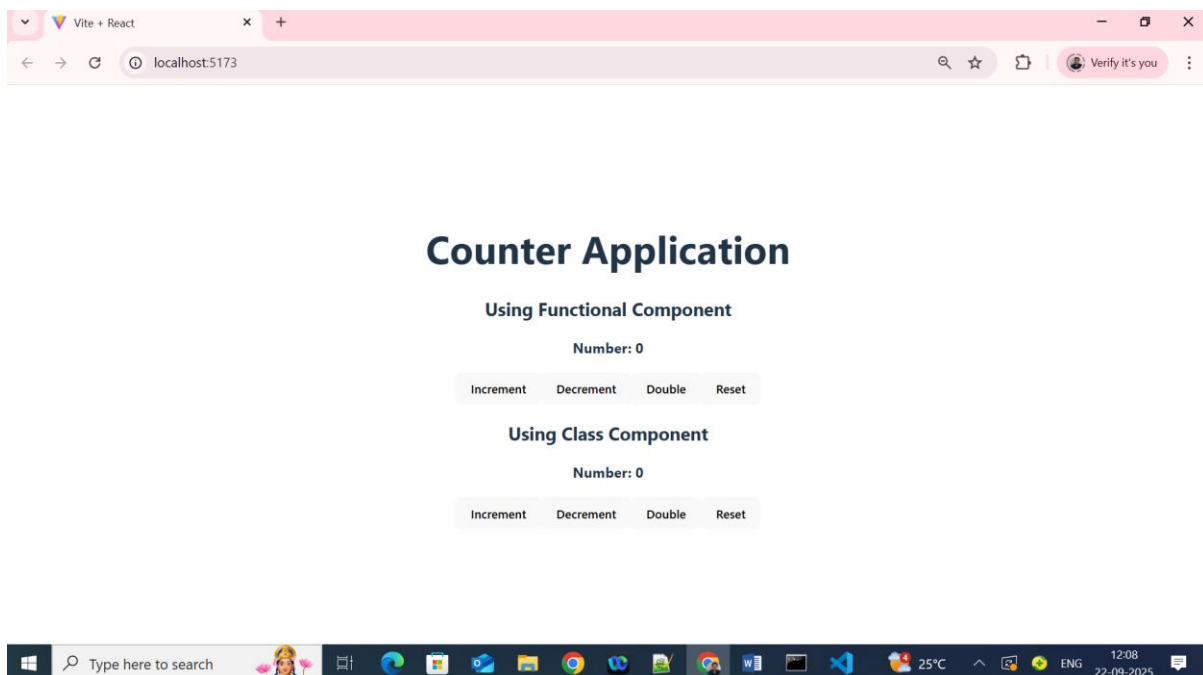 Vite + React
localhost:5173
Verify it's you
Counter Application
Using Functional Component
Number: 0
Increment Decrement Double Reset
Using Class Component
Number: 0
Increment Decrement Double Reset
Type here to search
4
25°C
ENG
12:08
22-09-2025